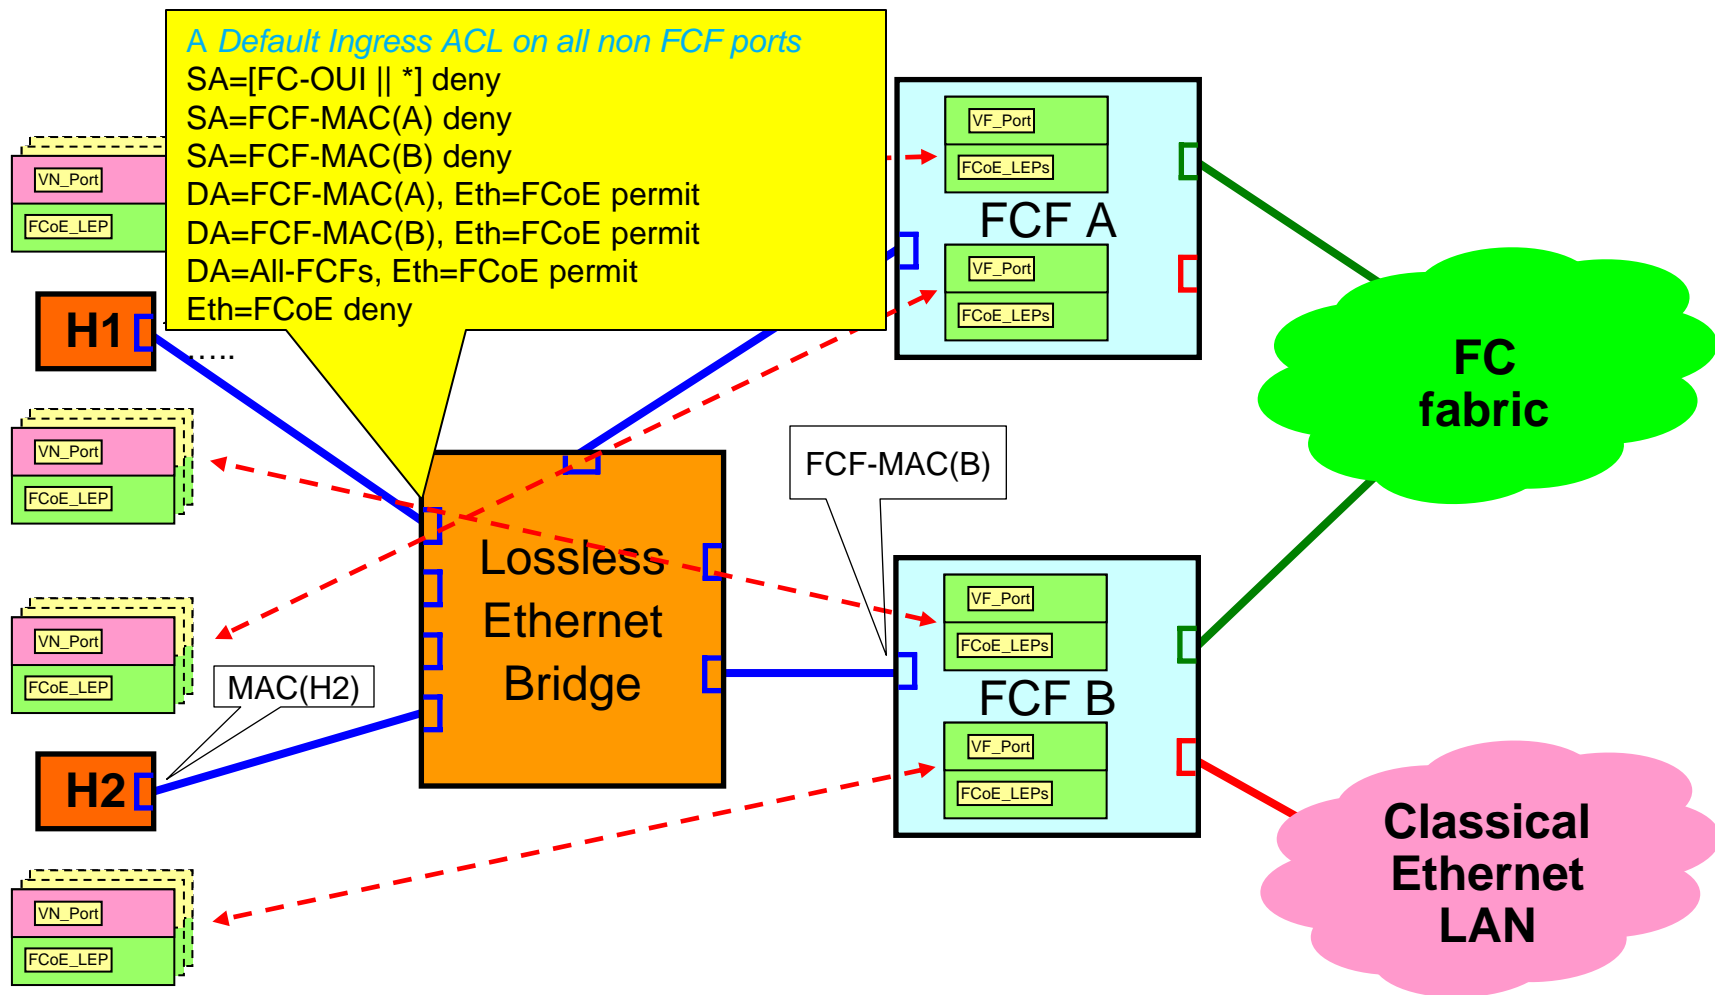 A Default Ingress ACL on all non FCF ports
SA=[FC-OUI || *] deny
SA=FCF-MAC(A) deny
SA=FCF-MAC(B) deny
DA=FCF-MAC(A), Eth=FCoE permit
DA=FCF-MAC(B), Eth=FCoE permit
DA=All-FCFs, Eth=FCoE permit
Eth=FCoE deny
VN_Port
FCoE_LEP
H1
.....
VN_Port
FCoE_LEP
VN_Port
FCoE_LEP
MAC(H2)
H2
VN_Port
FCoE_LEP
Lossless
Ethernet
Bridge
FCF-MAC(B)
VF_Port
FCoE_LEPs
FCF A
VF_Port
FCoE_LEPs
VF_Port
FCoE_LEPs
FCF B
VF_Port
FCoE_LEPs
FC
fabric
Classical
Ethernet
LAN